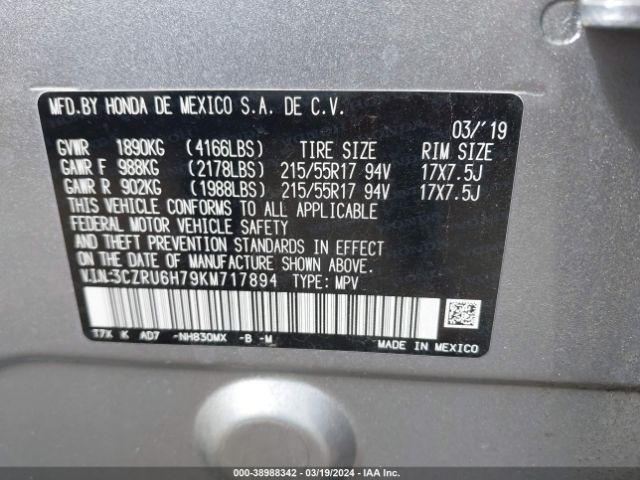 MFD.BY HONDA DE MEXICO S.A. DE C.V.
03/'19
GVWR 1890KG (4166LBS) TIRE SIZE RIM SIZE
GAWR F 988KG (2178LBS) 215/55R17 94V 17X7.5J
GAWR R 902KG (1988LBS) 215/55R17 94V 17X7.5J
THIS VEHICLE CONFORMS TO ALL APPLICABLE
FEDERAL MOTOR VEHICLE SAFETY
AND THEFT PREVENTION STANDARDS IN EFFECT
ON THE DATE OF MANUFACTURE SHOWN ABOVE.
V.I.N:3CZRU6H79KM717894 TYPE: MPV
T7X K AD7 -NH830MX -B -M
MADE IN MEXICO
000-38988342 / 03/19/2024 — IAA, Inc.